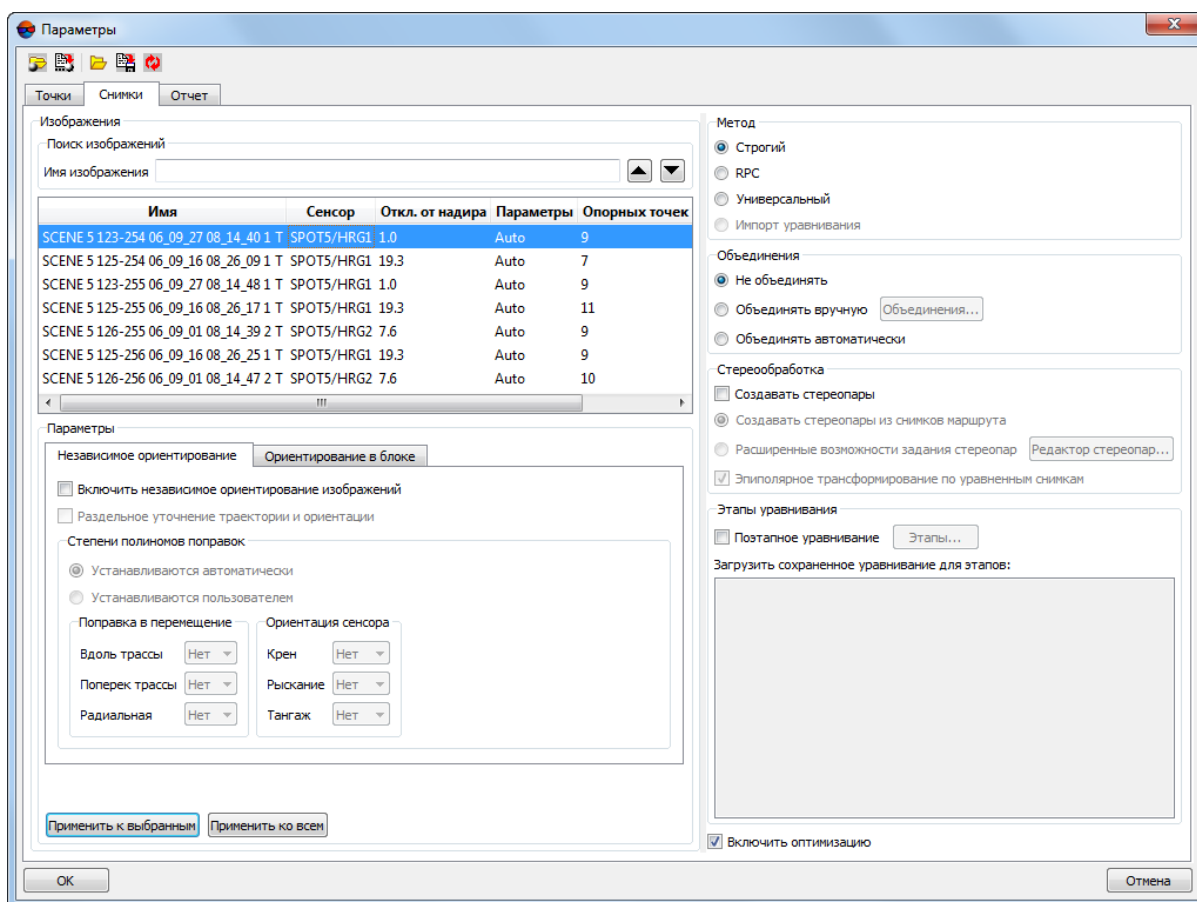 Параметры
Точки Снимки Отчет
Изображения
Поиск изображений
Имя изображения
Имя Сенсор Откл. от надира Параметры Опорных точек
SCENE 5 123-254 06_09_27 08_14_40 1 T SPOT5/HRG1 1.0 Auto 9
SCENE 5 125-254 06_09_16 08_26_09 1 T SPOT5/HRG1 19.3 Auto 7
SCENE 5 123-255 06_09_27 08_14_48 1 T SPOT5/HRG1 1.0 Auto 9
SCENE 5 125-255 06_09_16 08_26_17 1 T SPOT5/HRG1 19.3 Auto 11
SCENE 5 126-255 06_09_01 08_14_39 2 T SPOT5/HRG2 7.6 Auto 9
SCENE 5 125-256 06_09_16 08_26_25 1 T SPOT5/HRG1 19.3 Auto 9
SCENE 5 126-256 06_09_01 08_14_47 2 T SPOT5/HRG2 7.6 Auto 10
Параметры
Независимое ориентирование Ориентирование в блоке
Включить независимое ориентирование изображений
Раздельное уточнение траектории и ориентации
Степени полиномов поправок
Устанавливаются автоматически
Устанавливаются пользователем
Поправка в перемещение Ориентация сенсора
Вдоль трассы Нет Крен Нет
Поперек трассы Нет Рыскание Нет
Радиальная Нет Тангаж Нет
Применить к выбранным Применить ко всем
Метод
Строгий
RPC
Универсальный
Импорт уравнивания
Объединения
Не объединять
Объединять вручную Объединения...
Объединять автоматически
Стереообработка
Создавать стереопары
Создавать стереопары из снимков маршрута
Расширенные возможности задания стереопар Редактор стереопар...
Эпиполярное трансформирование по уравненным снимкам
Этапы уравнивания
Поэтапное уравнивание Этапы...
Загрузить сохраненное уравнивание для этапов:
Включить оптимизацию
OK Отмена